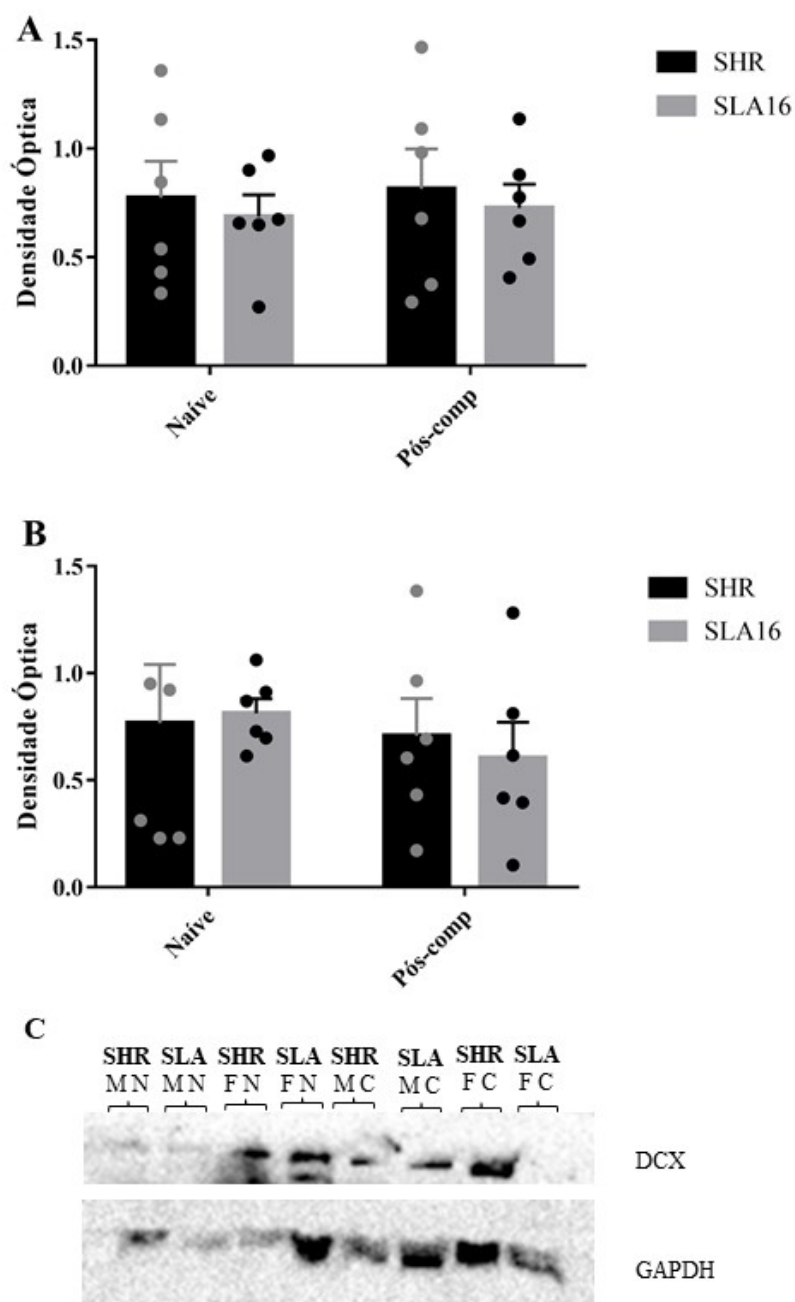 A
1.5
1.0
0.5
0.0
Densidade Óptica
Naíve
Pós-comp
SHR
SLA16
B
1.5
1.0
0.5
0.0
Densidade Óptica
Naíve
Pós-comp
SHR
SLA16
C
SHR SLA SHR SLA SHR SLA SHR SLA
M N M N F N F N M C M C F C F C
DCX
GAPDH